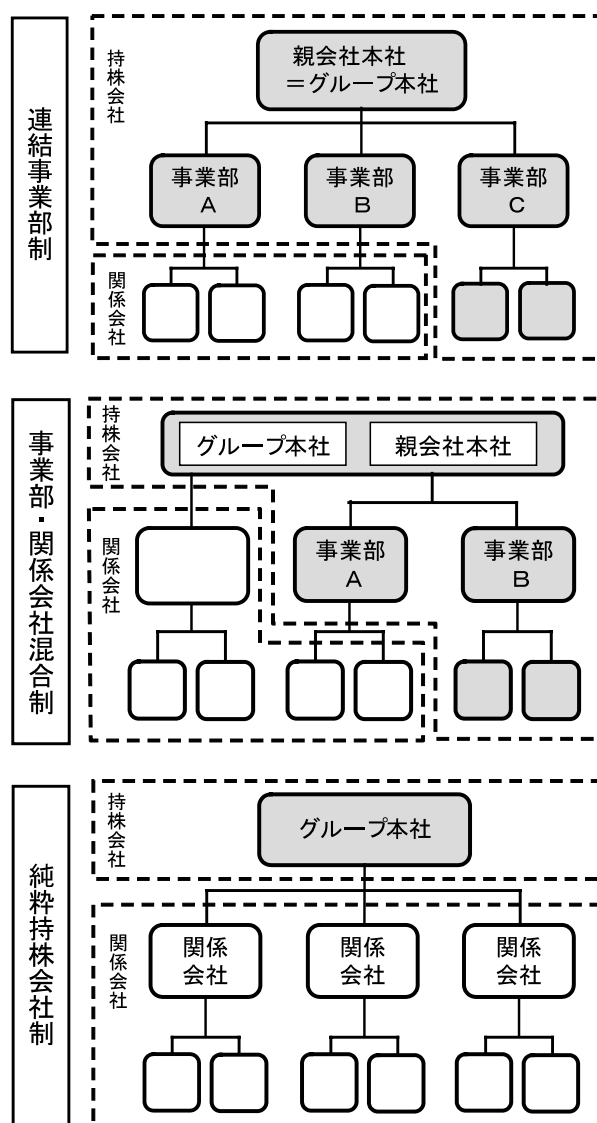 連結事業部制
持株会社
親会社本社
＝グループ本社
事業部
A
事業部
B
事業部
C
関係会社
事業部・関係会社混合制
持株会社
グループ本社
親会社本社
関係会社
事業部
A
事業部
B
純粋持株会社制
持株会社
グループ本社
関係会社
関係
会社
関係
会社
関係
会社